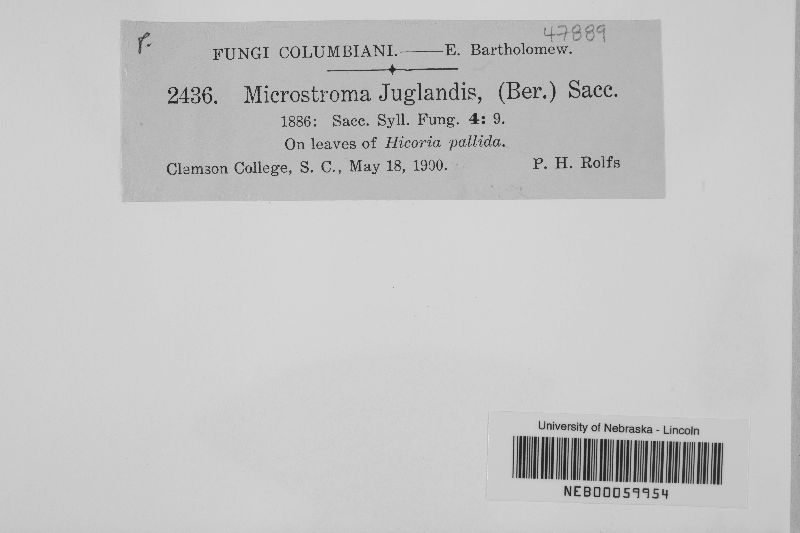 P. 47889
FUNGI COLUMBIANI.——E. Bartholomew.
2436. Microstroma Juglandis, (Ber.) Sacc.
1886: Sacc. Syll. Fung. 4: 9.
On leaves of Hicoria pallida.
Clemson College, S. C., May 18, 1900. P. H. Rolfs
University of Nebraska - Lincoln
NEB00059954